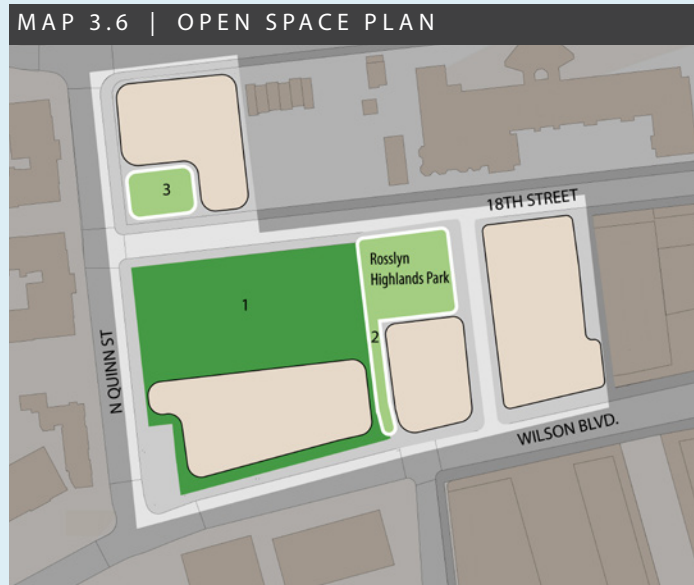 MAP 3.6 | OPEN SPACE PLAN
3
18TH STREET
Rosslyn
Highlands Park
1
2
N QUINN ST
WILSON BLVD.